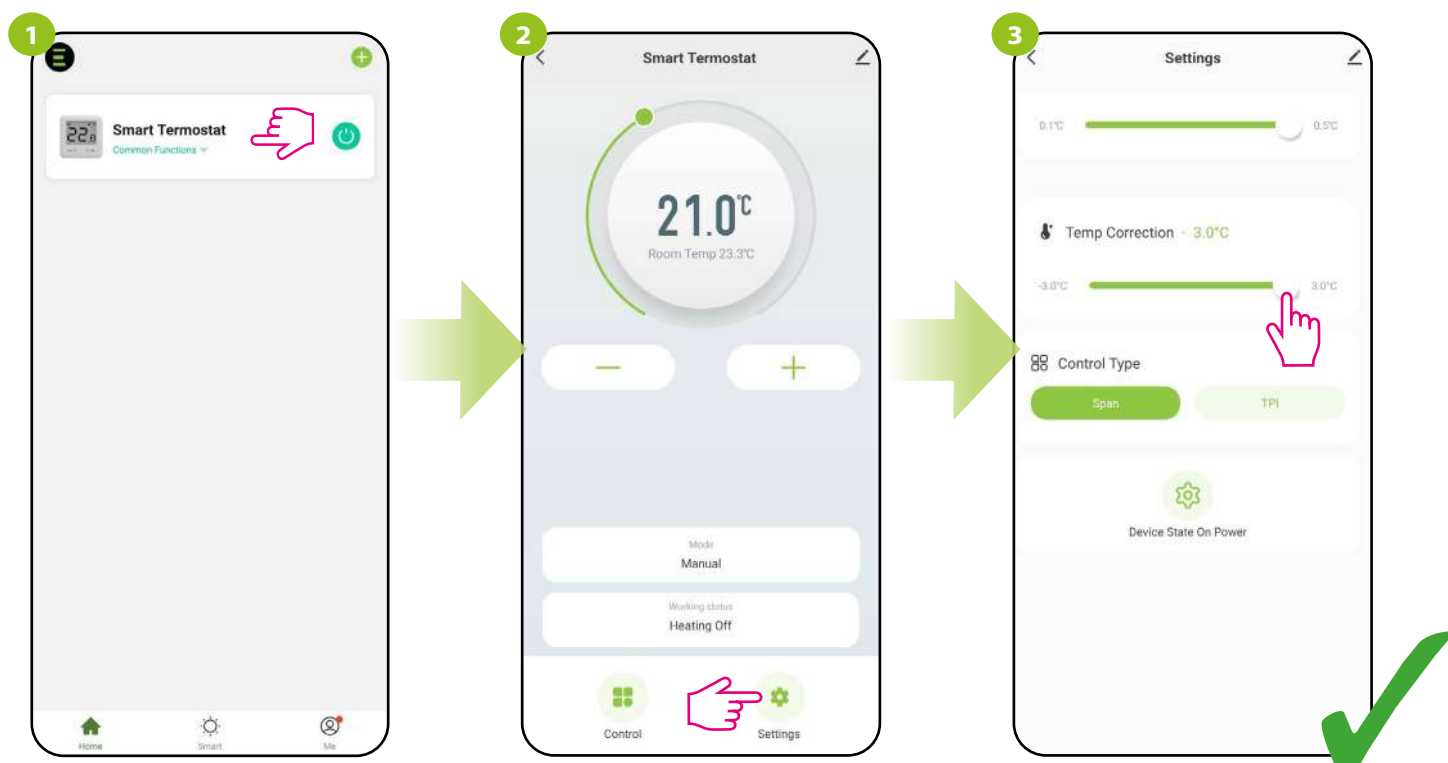 1
Smart Termostat
Common Functions
Home
Smart
Me
2
Smart Termostat
21.0℃
Room Temp 23.3℃
Mode
Manual
Working status
Heating Off
Control
Settings
3
Settings
0.1℃
0.5℃
Temp Correction · 3.0°C
-3.0°C
3.0°C
Control Type
Span
TPI
Device State On Power